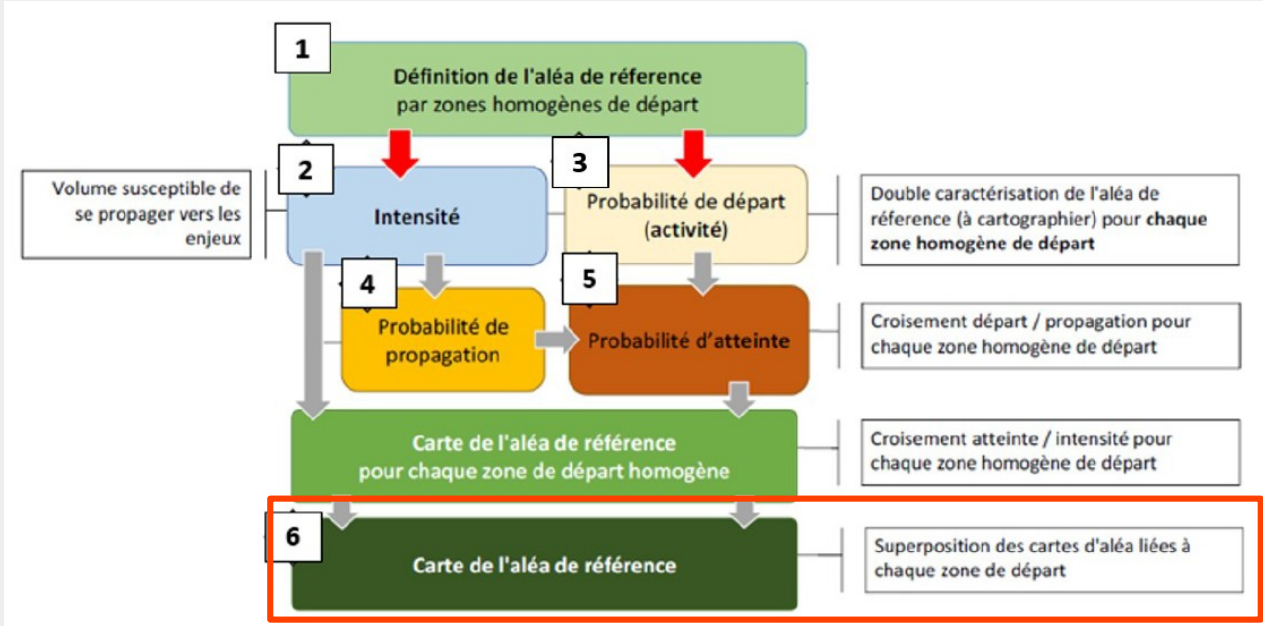 1
Définition de l'aléa de réference
par zones homogènes de départ
2
3
Volume susceptible de
se propager vers les
enjeux
Intensité
Probabilité de départ
(activité)
Double caractérisation de l'aléa de
réference (à cartographier) pour chaque
zone homogène de départ
4
5
Probabilité de
propagation
Probabilité d'atteinte
Croisement départ / propagation pour
chaque zone homogène de départ
Carte de l'aléa de référence
pour chaque zone de départ homogène
Croisement atteinte / intensité pour
chaque zone homogène de départ
6
Carte de l'aléa de référence
Superposition des cartes d'aléa liées à
chaque zone de départ